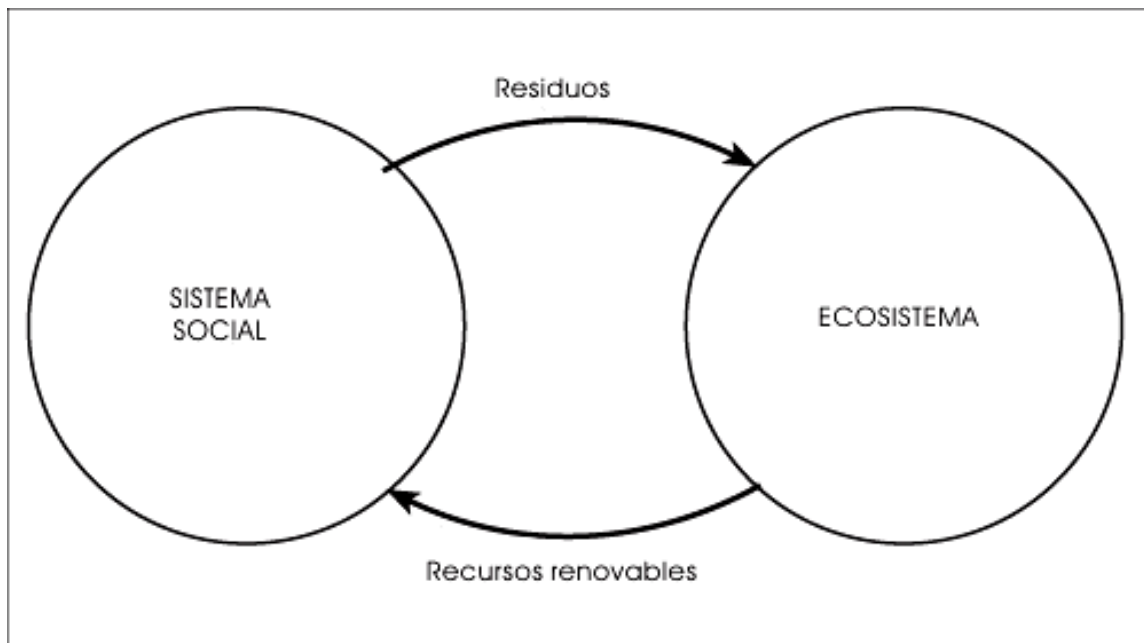 Residuos
SISTEMA
SOCIAL
ECOSISTEMA
Recursos renovables